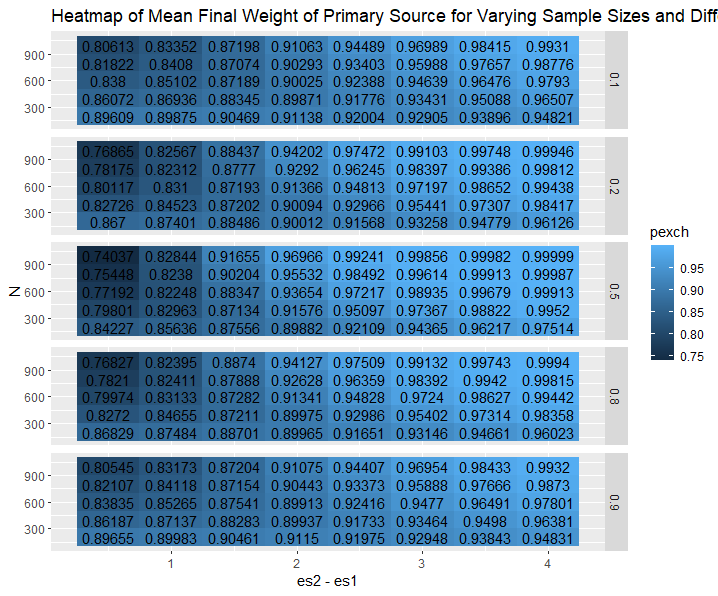 Heatmap of Mean Final Weight of Primary Source for Varying Sample Sizes and Diff
0.80613 0.83352 0.87198 0.91063 0.94489 0.96989 0.98415 0.9931
900
0.81822 0.8408 0.87074 0.90293 0.93403 0.95988 0.97657 0.98776
600 0.838 0.85102 0.87189 0.90025 0.92388 0.94639 0.96476 0.9793
0.1
0.86072 0.86936 0.88345 0.89871 0.91776 0.93431 0.95088 0.96507
300
0.89609 0.89875 0.90469 0.91138 0.92004 0.92905 0.93896 0.94821
0.76865 0.82567 0.88437 0.94202 0.97472 0.99103 0.99748 0.99946
900
0.78175 0.82312 0.8777 0.9292 0.96245 0.98397 0.99386 0.99812
600 0.80117 0.831 0.87193 0.91366 0.94813 0.97197 0.98652 0.99438
0.2
0.82726 0.84523 0.87202 0.90094 0.92966 0.95441 0.97307 0.98417
300
0.867 0.87401 0.88486 0.90012 0.91568 0.93258 0.94779 0.96126
0.74037 0.82844 0.91655 0.96966 0.99241 0.99856 0.99982 0.99999
900
0.75448 0.8238 0.90204 0.95532 0.98492 0.99614 0.99913 0.99987
600 0.77192 0.82248 0.88347 0.93654 0.97217 0.98935 0.99679 0.99913
0.5
0.79801 0.82963 0.87134 0.91576 0.95097 0.97367 0.98822 0.9952
300
0.84227 0.85636 0.87556 0.89882 0.92109 0.94365 0.96217 0.97514
0.76827 0.82395 0.8874 0.94127 0.97509 0.99132 0.99743 0.9994
900
0.7821 0.82411 0.87888 0.92628 0.96359 0.98392 0.9942 0.99815
600 0.79974 0.83133 0.87282 0.91341 0.94828 0.9724 0.98627 0.99442
0.8
0.8272 0.84655 0.87211 0.89975 0.92986 0.95402 0.97314 0.98358
300
0.86829 0.87484 0.88701 0.89965 0.91651 0.93146 0.94661 0.96023
0.80545 0.83173 0.87204 0.91075 0.94407 0.96954 0.98433 0.9932
900
0.82107 0.84118 0.87154 0.90443 0.93373 0.95888 0.97666 0.9873
600 0.83835 0.85265 0.87541 0.89913 0.92416 0.9477 0.96491 0.97801
0.9
0.86187 0.87137 0.88283 0.89937 0.91733 0.93464 0.9498 0.96381
300
0.89655 0.89983 0.90461 0.9115 0.91975 0.92948 0.93843 0.94831
1 2 3 4
es2 - es1
N
pexch
0.95
0.90
0.85
0.80
0.75